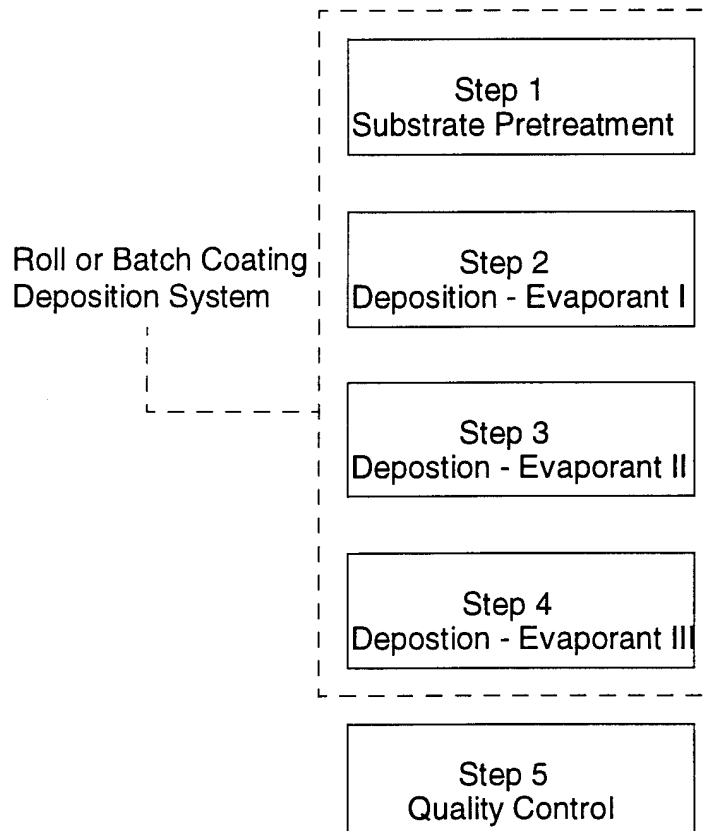 Step 1
Substrate Pretreatment
Roll or Batch Coating
Deposition System
Step 2
Deposition - Evaporant I
Step 3
Depostion - Evaporant II
Step 4
Depostion - Evaporant III
Step 5
Quality Control